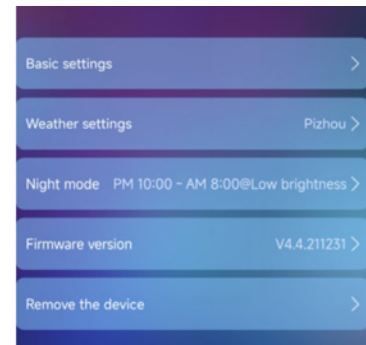 Basic settings
Weather settings Pizhou
Night mode PM 10:00 ~ AM 8:00@Low brightness
Firmware version V4.4.211231
Remove the device